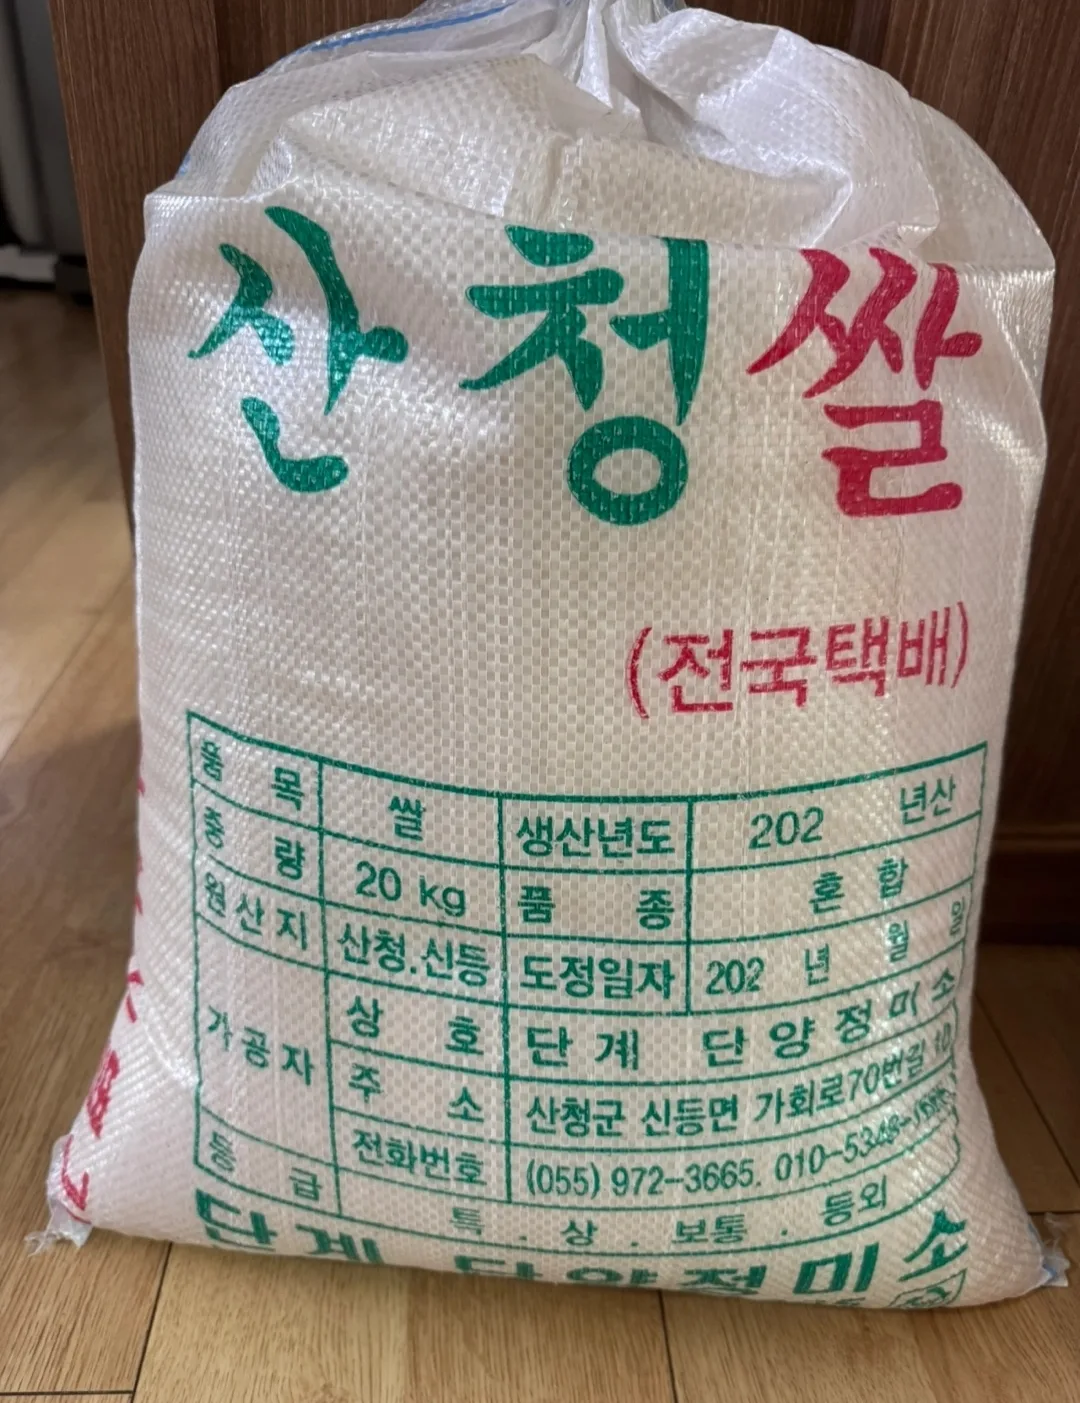 산청쌀
(전국택배)
품 목 쌀 생산년도 202 년산
중 량 20 kg 품 종 혼 합
원산지 산청.신등 도정일자 202 년 월 일
가공자 상 호 단계 단양정미소
주 소 산청군 신등면 가회로70번길 10
전화번호 (055) 972-3665. 010-5348-
등 급 특 . 상 . 보통 . 등외
단계 단양정미소